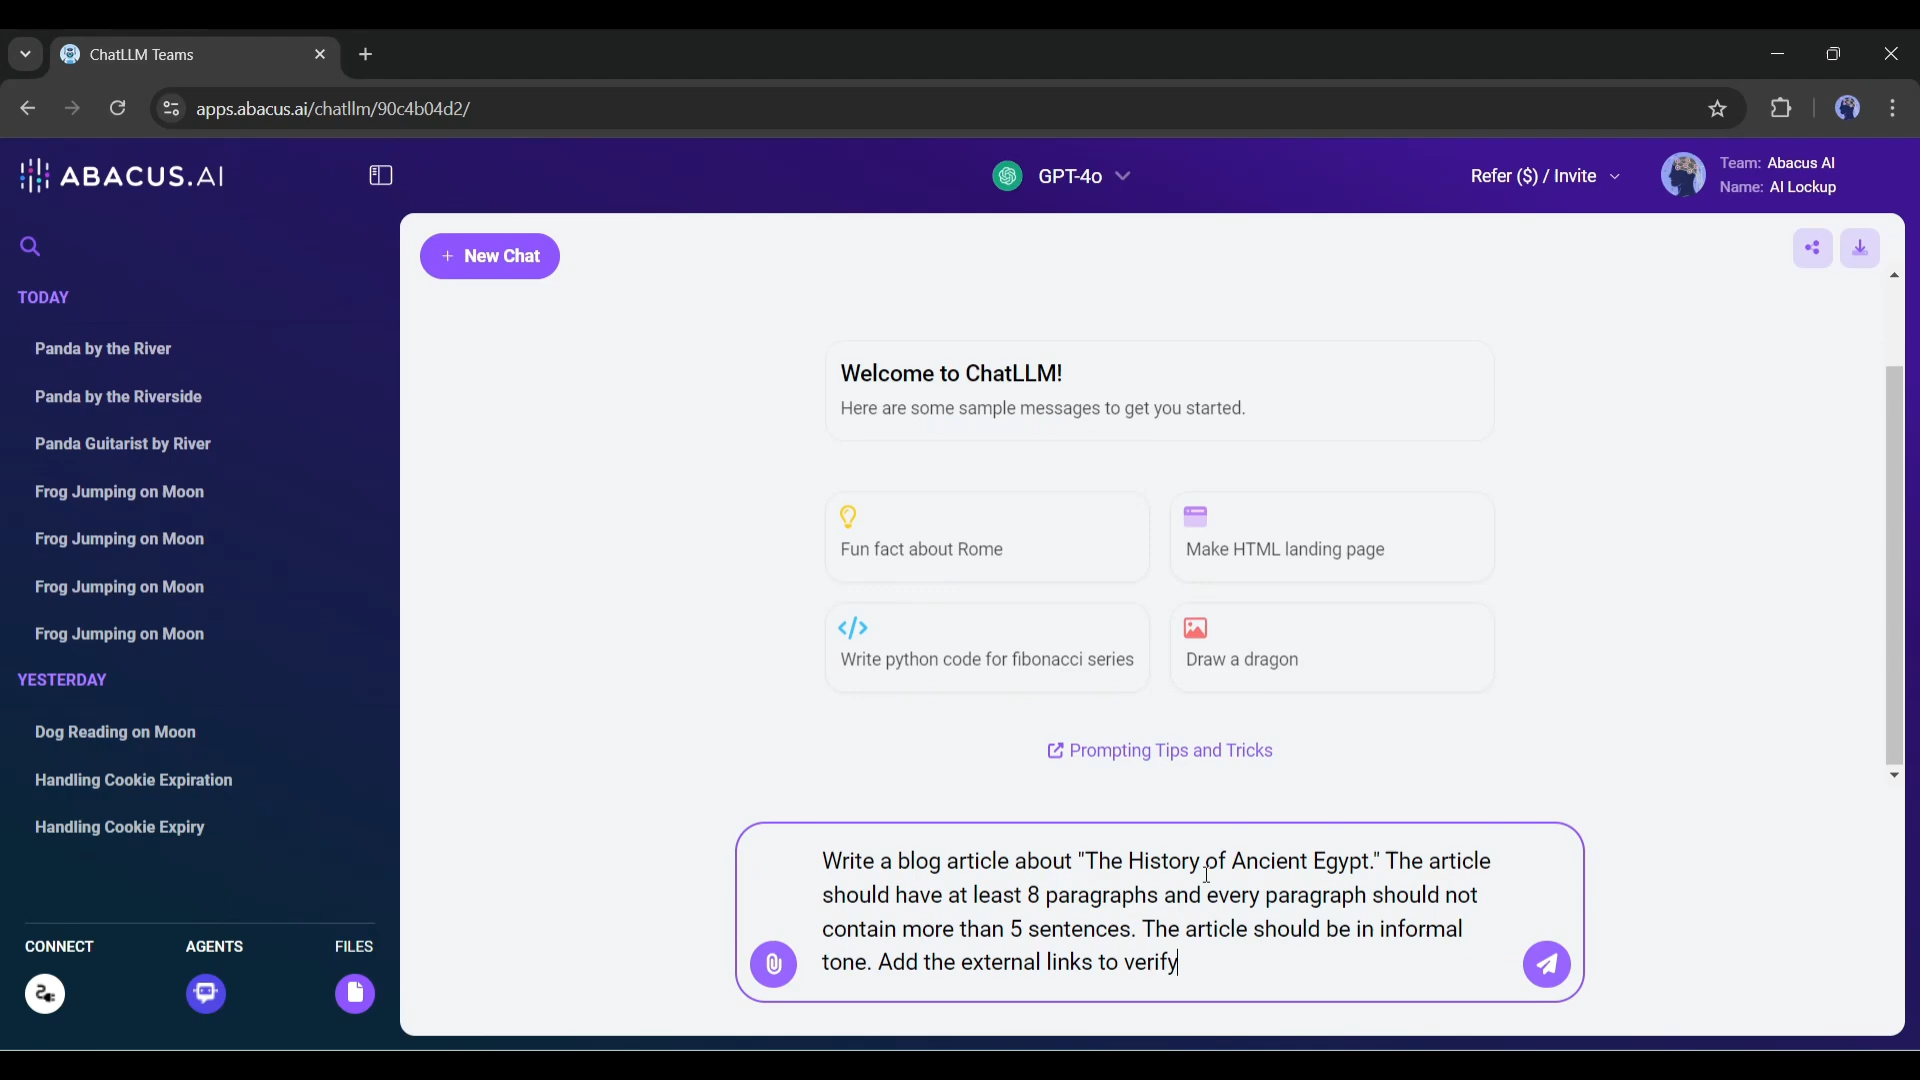 ChatLLM Teams
apps.abacus.ai/chatllm/90c4b04d2/
ABACUS.AI
GPT-4o
Refer ($) / Invite
Team: Abacus AI
Name: AI Lockup
+ New Chat
TODAY
Panda by the River
Panda by the Riverside
Panda Guitarist by River
Frog Jumping on Moon
Frog Jumping on Moon
Frog Jumping on Moon
Frog Jumping on Moon
YESTERDAY
Dog Reading on Moon
Handling Cookie Expiration
Handling Cookie Expiry
CONNECT
AGENTS
FILES
Welcome to ChatLLM!
Here are some sample messages to get you started.
Fun fact about Rome
Make HTML landing page
Write python code for fibonacci series
Draw a dragon
Prompting Tips and Tricks
Write a blog article about "The History of Ancient Egypt." The article
should have at least 8 paragraphs and every paragraph should not
contain more than 5 sentences. The article should be in informal
tone. Add the external links to verify